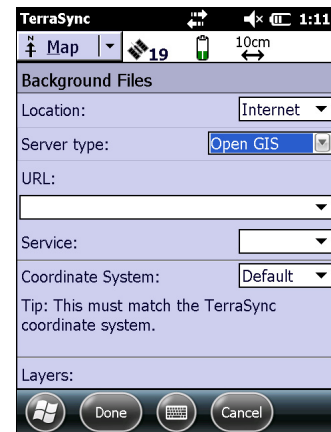 TerraSync 1:11
Map 19 10cm
Background Files
Location: Internet
Server type: Open GIS
URL:
Service:
Coordinate System: Default
Tip: This must match the TerraSync
coordinate system.
Layers:
Done Cancel